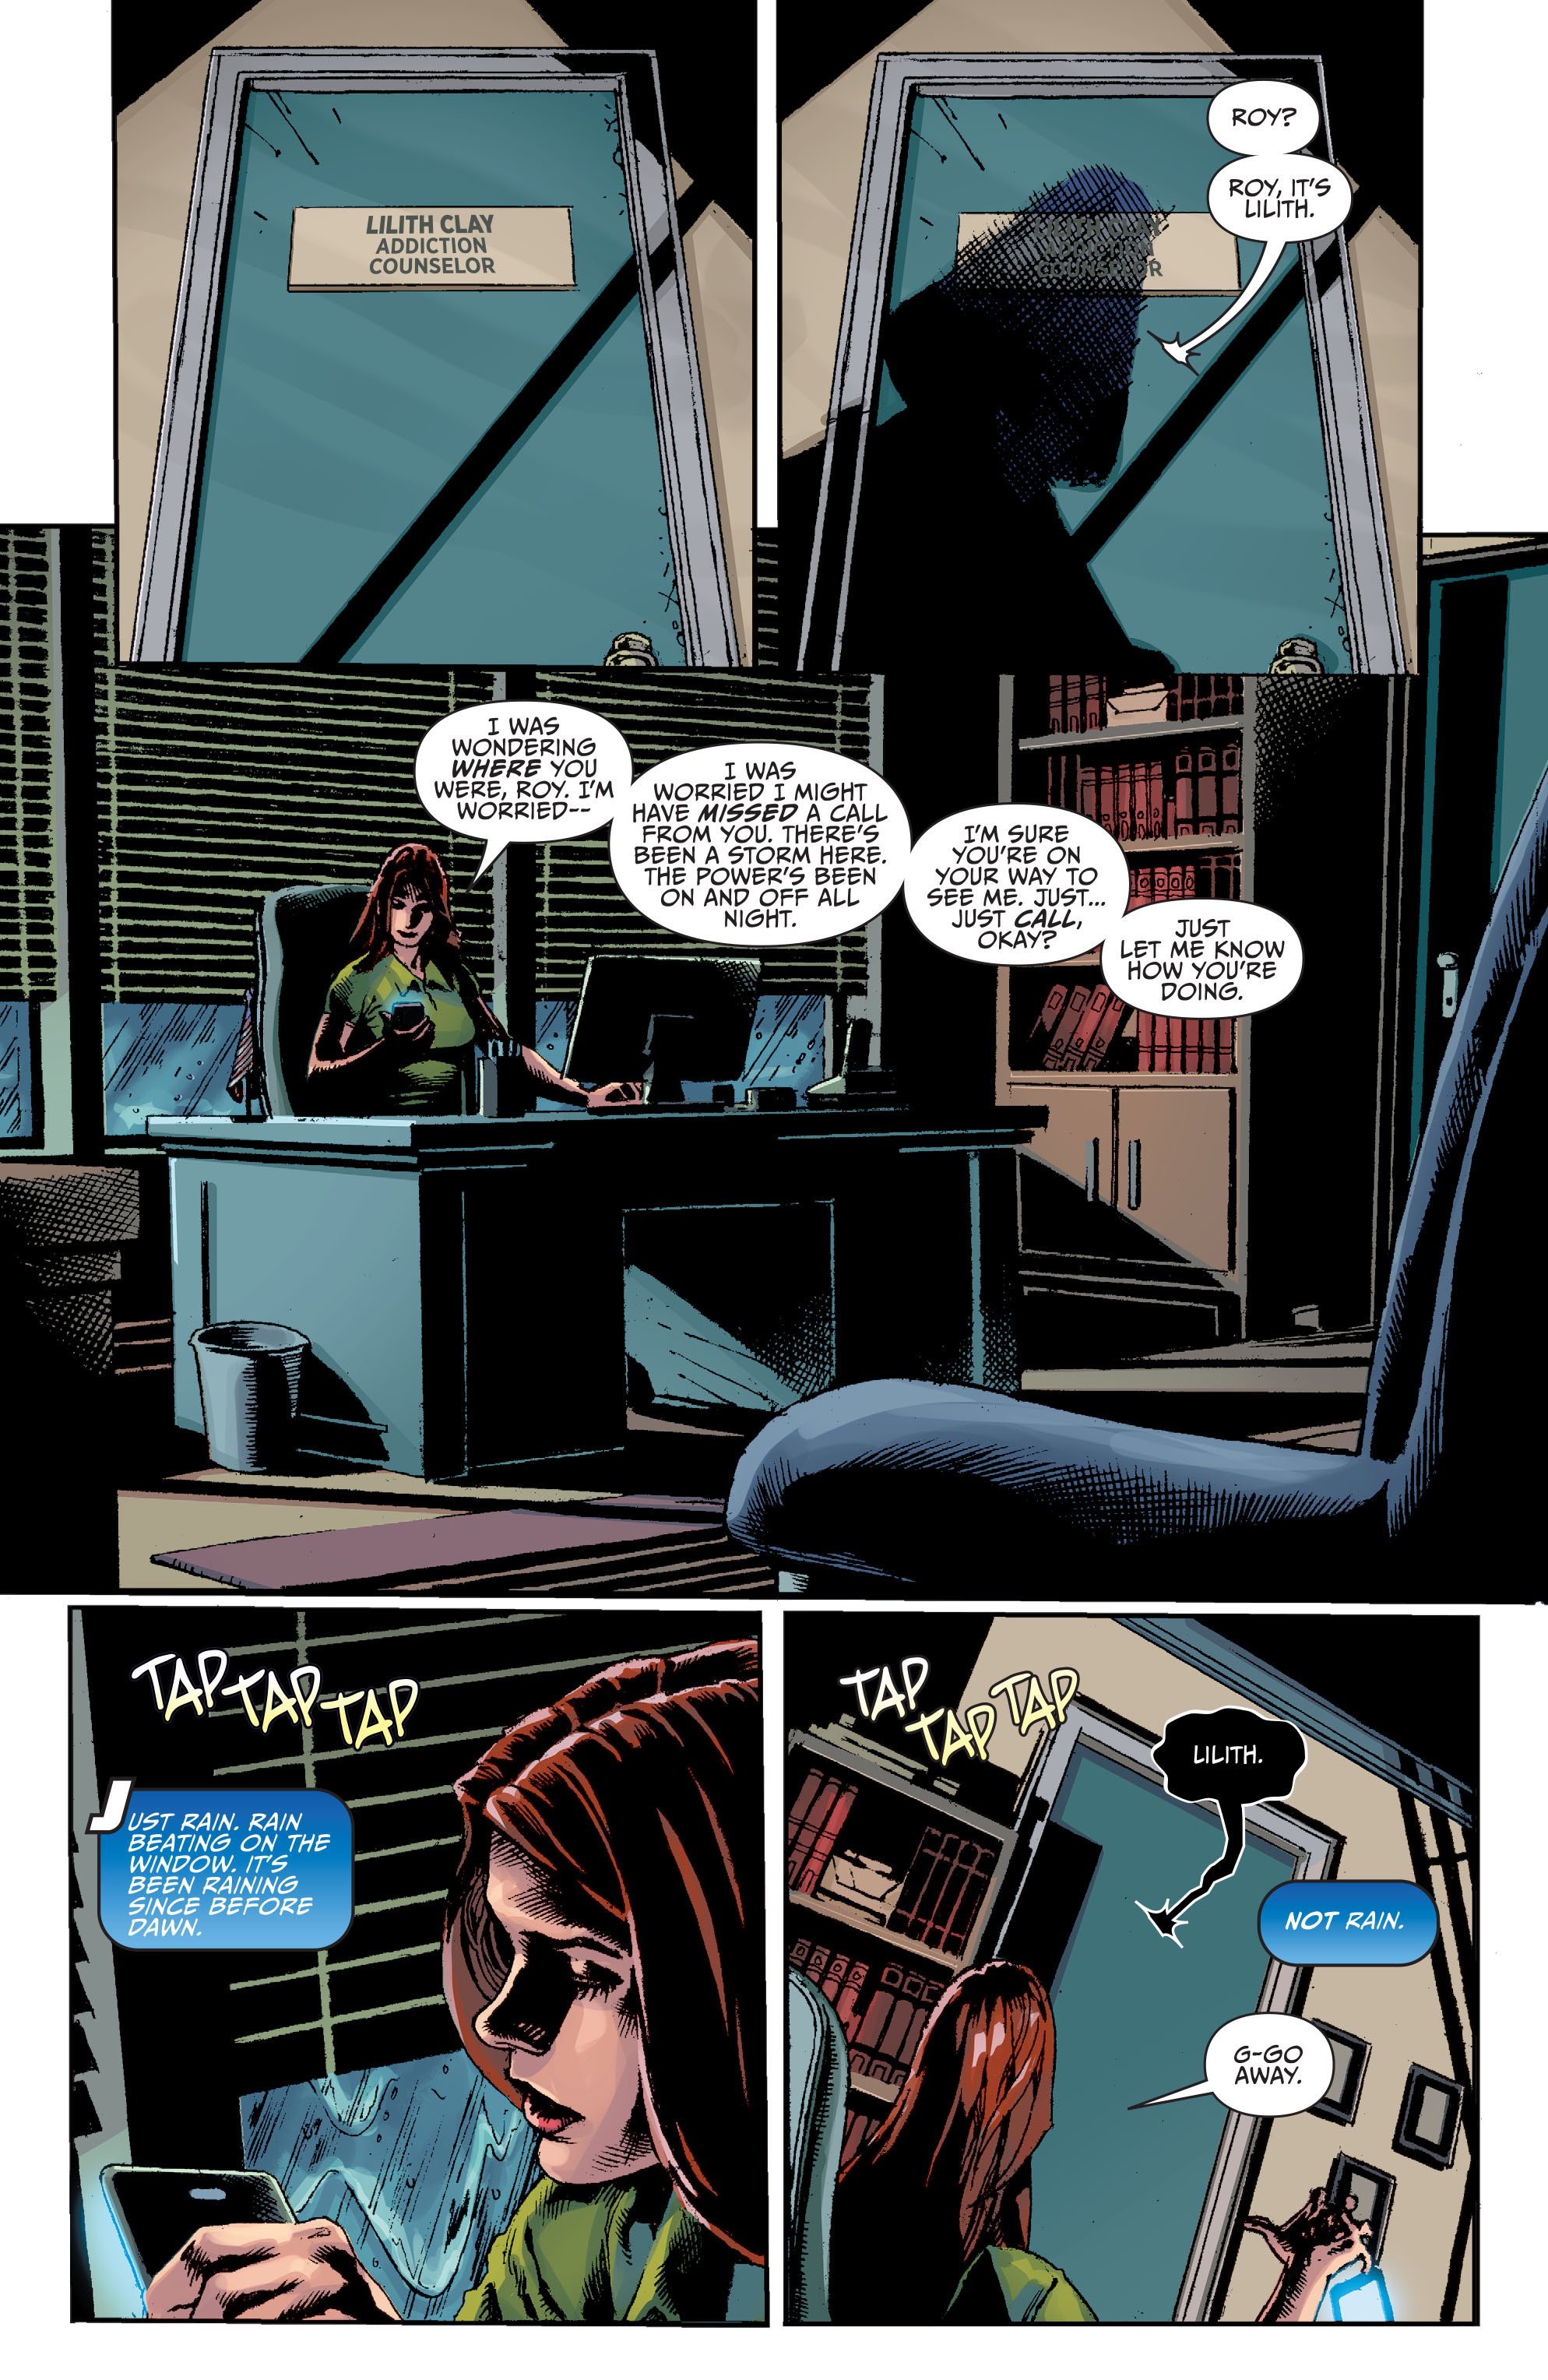 LILITH CLAY
ADDICTION
COUNSELOR
LILITH CLAY
ADDICTION
COUNSELOR
ROY?
ROY, IT'S
LILITH.
I WAS
WONDERING
WHERE YOU
WERE, ROY. I'M
WORRIED--
I WAS
WORRIED I MIGHT
HAVE MISSED A CALL
FROM YOU. THERE'S
BEEN A STORM HERE.
THE POWER'S BEEN
ON AND OFF ALL
NIGHT.
I'M SURE
YOU'RE ON
YOUR WAY TO
SEE ME. JUST...
JUST CALL,
OKAY?
JUST
LET ME KNOW
HOW YOU'RE
DOING.
TAP TAP TAP
JUST RAIN. RAIN
BEATING ON THE
WINDOW. IT'S
BEEN RAINING
SINCE BEFORE
DAWN.
TAP TAP TAP
LILITH.
NOT RAIN.
G-GO
AWAY.